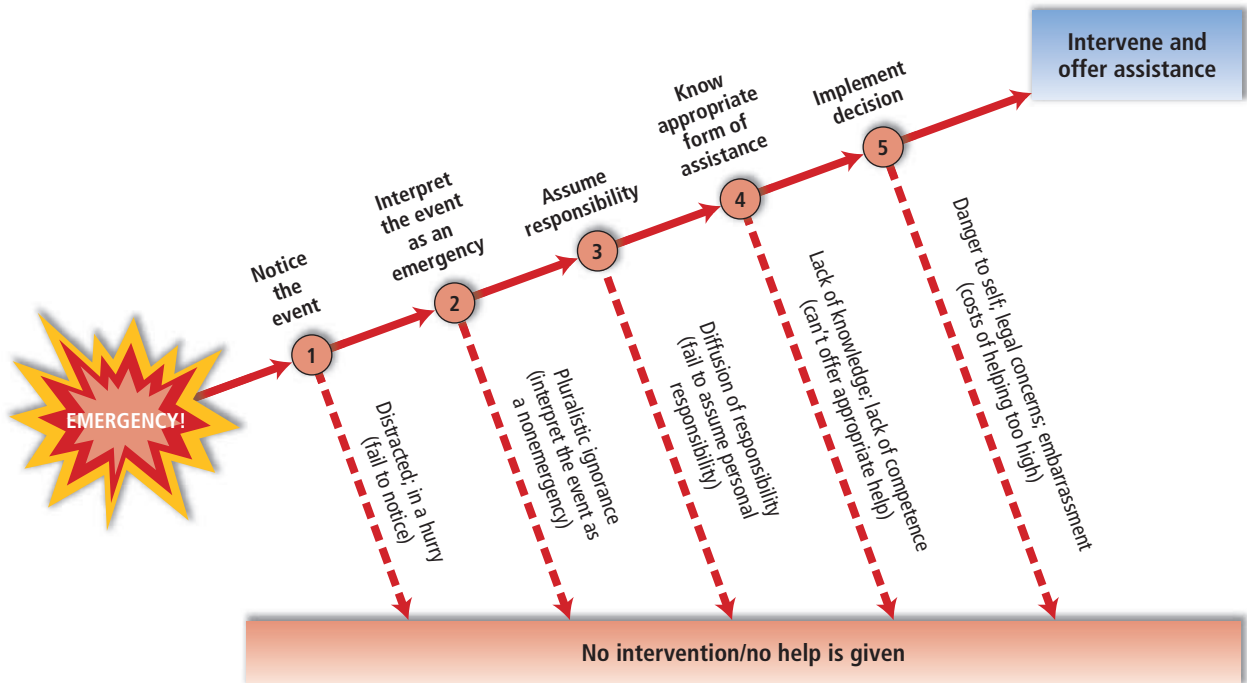 EMERGENCY!
1
Notice
the
event
Distracted; in a hurry
(fail to notice)
2
Interpret
the event
as an
emergency
Pluralistic ignorance
(interpret the event as
a nonemergency)
3
Assume
responsibility
Diffusion of responsibility
(fail to assume personal
responsibility)
4
Know
appropriate
form of
assistance
Lack of knowledge; lack of competence
(can't offer appropriate help)
5
Implement
decision
Danger to self; legal concerns; embarrassment
(costs of helping too high)
Intervene and
offer assistance
No intervention/no help is given